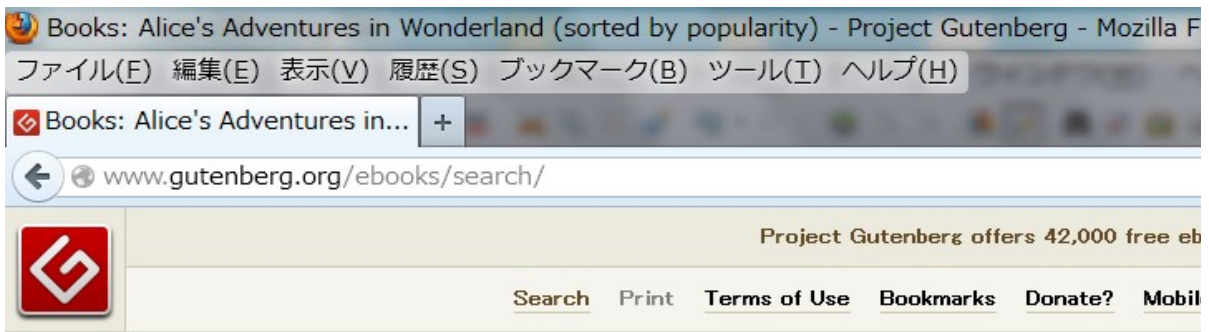 Books: Alice's Adventures in Wonderland (sorted by popularity) - Project Gutenberg - Mozilla F
ファイル(F) 編集(E) 表示(V) 履歴(S) ブックマーク(B) ツール(T) ヘルプ(H)
Books: Alice's Adventures in... +
www.gutenberg.org/ebooks/search/
Project Gutenberg offers 42,000 free eb
Search Print Terms of Use Bookmarks Donate? Mobil